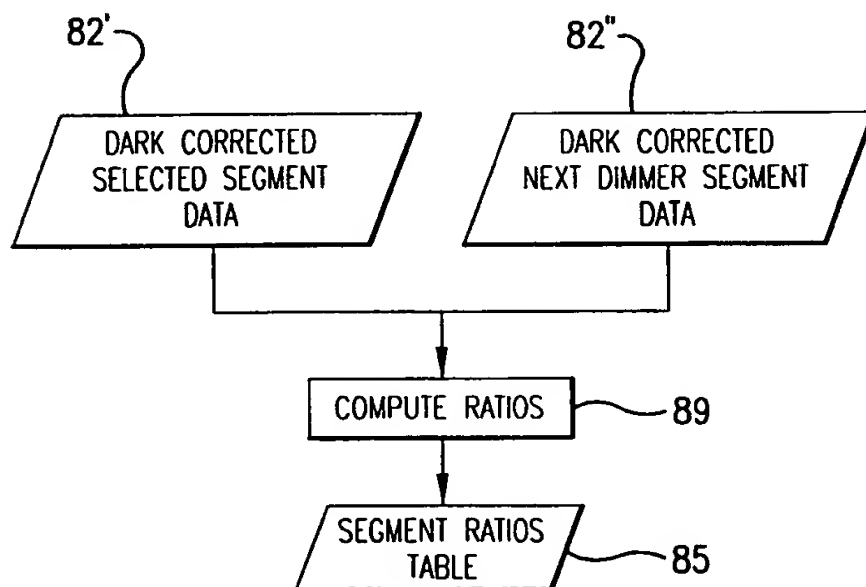 82'
82"
DARK CORRECTED
SELECTED SEGMENT
DATA
DARK CORRECTED
NEXT DIMMER SEGMENT
DATA
COMPUTE RATIOS
89
SEGMENT RATIOS
TABLE
85